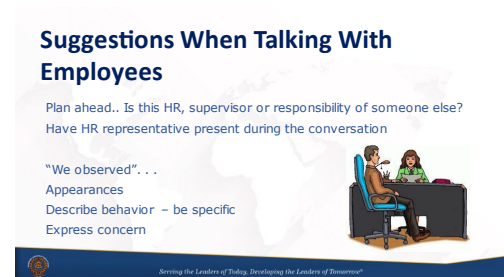 Suggestions When Talking With
Employees
Plan ahead.. Is this HR, supervisor or responsibility of someone else?
Have HR representative present during the conversation
“We observed”. . .
Appearances
Describe behavior – be specific
Express concern
Serving the Leaders of Today, Developing the Leaders of Tomorrow®